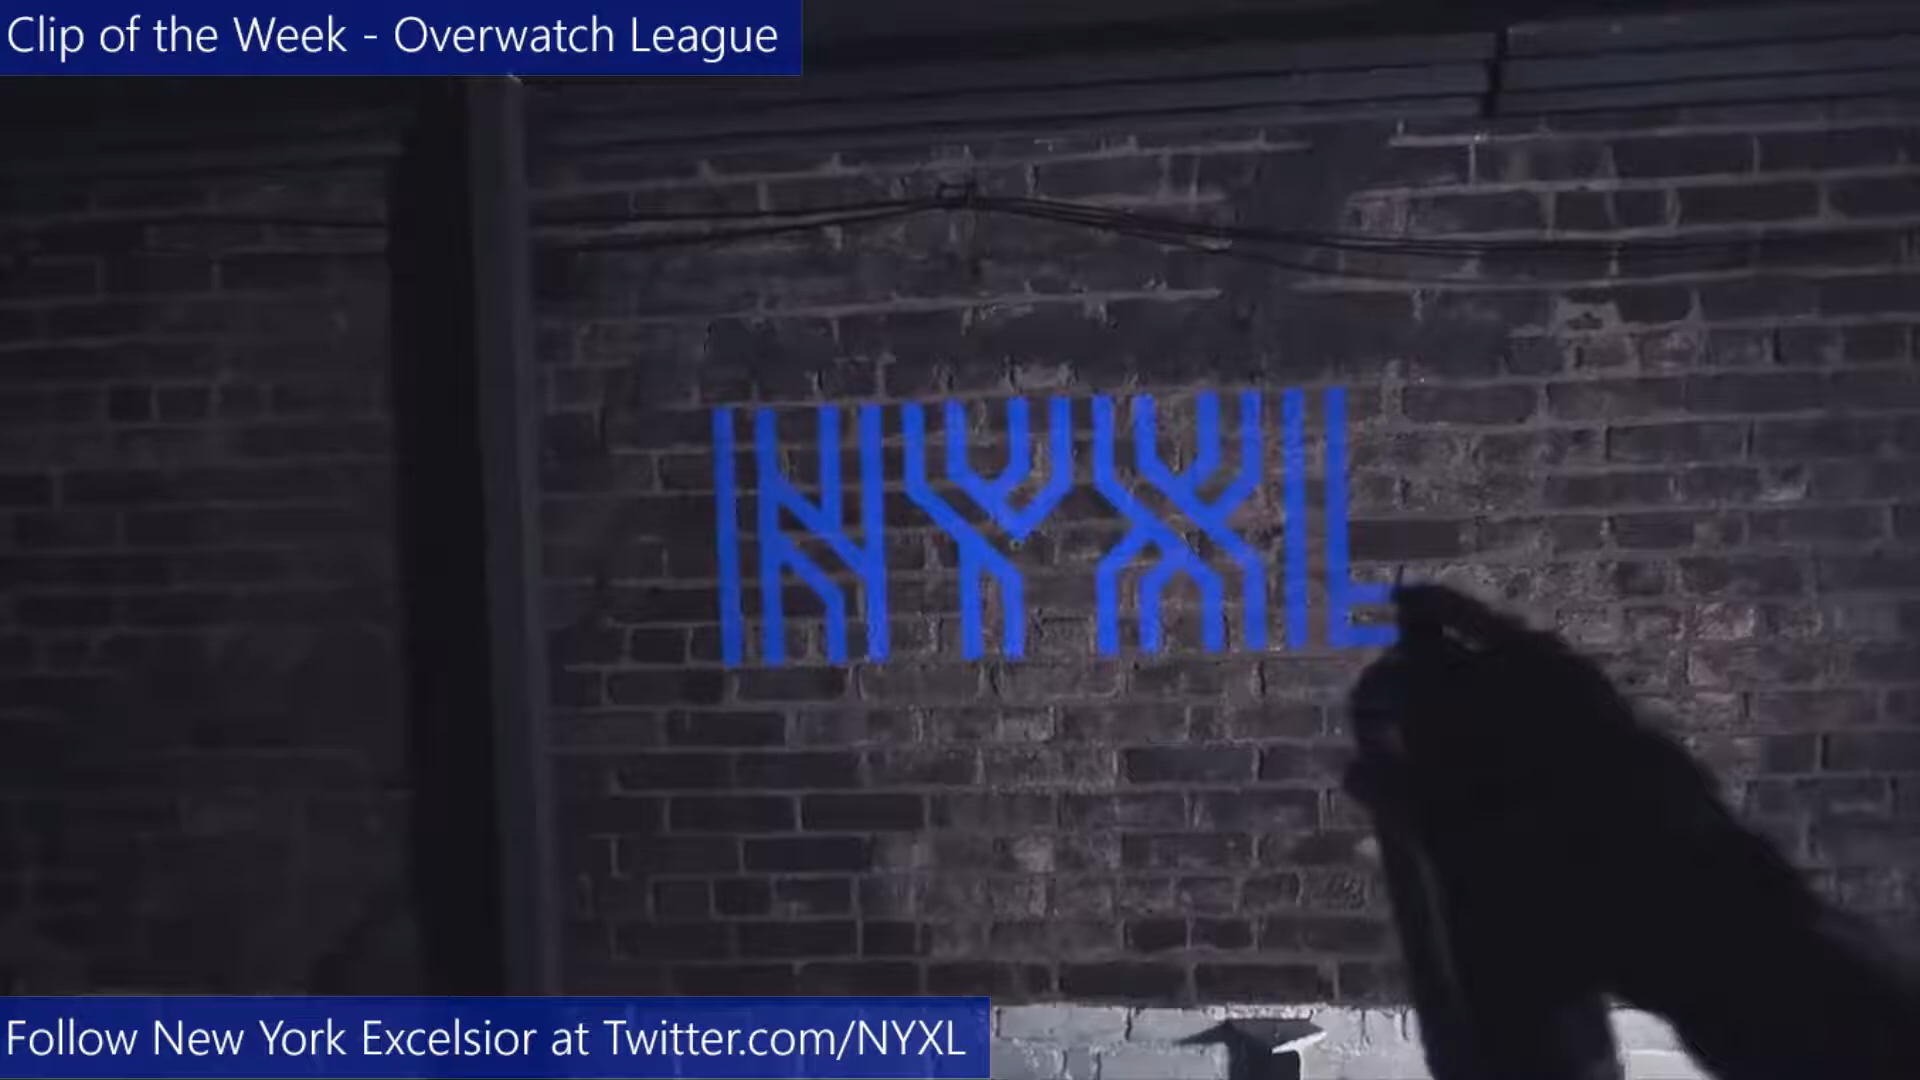 Clip of the Week - Overwatch League
NYXL
Follow New York Excelsior at Twitter.com/NYXL